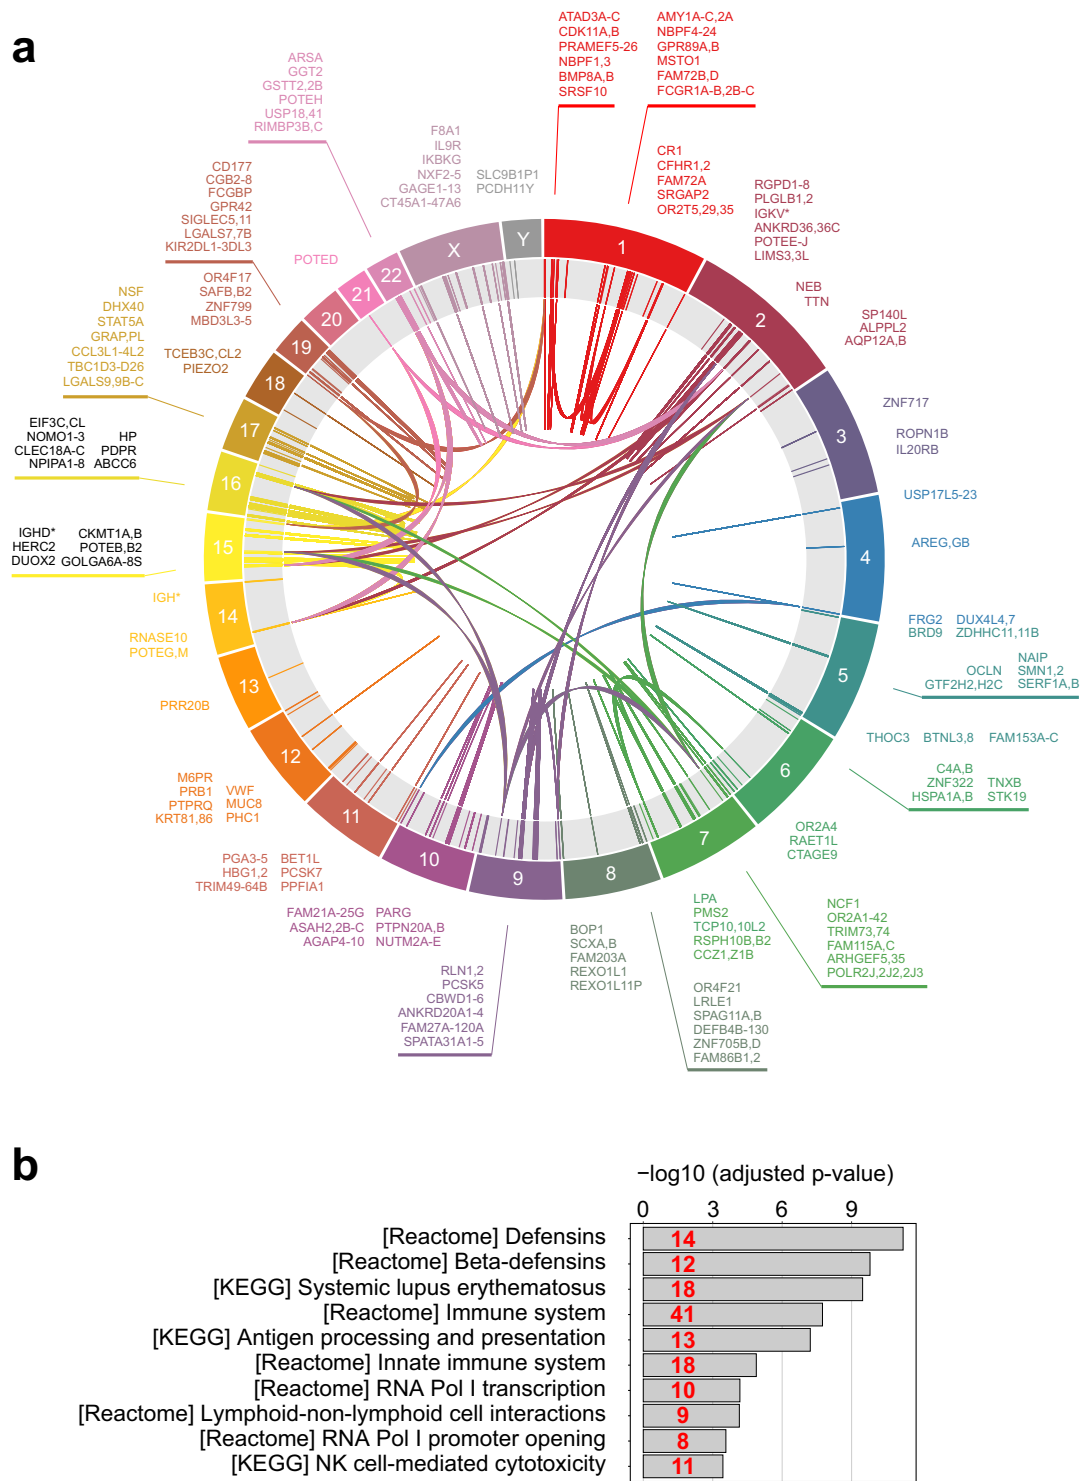 a
ATAD3A-C
CDK11A,B
PRAMEF5-26
NBPF1,3
BMP8A,B
SRSF10
AMY1A-C,2A
NBPF4-24
GPR89A,B
MSTO1
FAM72B,D
FCGR1A-B,2B-C
CR1
CFHR1,2
FAM72A
SRGAP2
OR2T5,29,35
RGPD1-8
PLGLB1,2
IGKV*
ANKRD36,36C
POTEE-J
LIMS3,3L
NEB
TTN
SP140L
ALPPL2
AQP12A,B
ZNF717
ROPN1B
IL20RB
USP17L5-23
AREG,GB
FRG2 DUX4L4,7
BRD9 ZDHHC11,11B
NAIP
OCLN SMN1,2
GTF2H2,H2C SERF1A,B
THOC3 BTNL3,8 FAM153A-C
C4A,B
ZNF322 TNXB
HSPA1A,B STK19
OR2A4
RAET1L
CTAGE9
LPA
PMS2
TCP10,10L2
RSPH10B,B2
CCZ1,Z1B
NCF1
OR2A1-42
TRIM73,74
FAM115A,C
ARHGEF5,35
POLR2J,2J2,2J3
OR4F21
LRLE1
SPAG11A,B
DEFB4B-130
ZNF705B,D
FAM86B1,2
BOP1
SCXA,B
FAM203A
REXO1L1
REXO1L11P
RLN1,2
PCSK5
CBWD1-6
ANKRD20A1-4
FAM27A-120A
SPATA31A1-5
FAM21A-25G PARG
ASAH2,2B-C PTPN20A,B
AGAP4-10 NUTM2A-E
PGA3-5 BET1L
HBG1,2 PCSK7
TRIM49-64B PPFIA1
M6PR
PRB1 VWF
PTPRQ MUC8
KRT81,86 PHC1
PRR20B
RNASE10
POTEG,M
IGH*
IGHD* CKMT1A,B
HERC2 POTEB,B2
DUOX2 GOLGA6A-8S
EIF3C,CL
NOMO1-3 HP
CLEC18A-C PDPR
NPIPA1-8 ABCC6
NSF
DHX40
STAT5A
GRAP,PL
CCL3L1-4L2
TBC1D3-D26
LGALS9,9B-C
TCEB3C,CL2
PIEZO2
OR4F17
SAFB,B2
ZNF799
MBD3L3-5
CD177
CGB2-8
FCGBP
GPR42
SIGLEC5,11
LGALS7,7B
KIR2DL1-3DL3
POTED
ARSA
GGT2
GSTT2,2B
POTEH
USP18,41
RIMBP3B,C
F8A1
IL9R
IKBKG
NXF2-5
GAGE1-13
CT45A1-47A6
SLC9B1P1
PCDH11Y
1
2
3
4
5
6
7
8
9
10
11
12
13
14
15
16
17
18
19
20
21
22
X
Y
b
−log10 (adjusted p-value)
0 3 6 9
[Reactome] Defensins 14
[Reactome] Beta-defensins 12
[KEGG] Systemic lupus erythematosus 18
[Reactome] Immune system 41
[KEGG] Antigen processing and presentation 13
[Reactome] Innate immune system 18
[Reactome] RNA Pol I transcription 10
[Reactome] Lymphoid-non-lymphoid cell interactions 9
[Reactome] RNA Pol I promoter opening 8
[KEGG] NK cell-mediated cytotoxicity 11